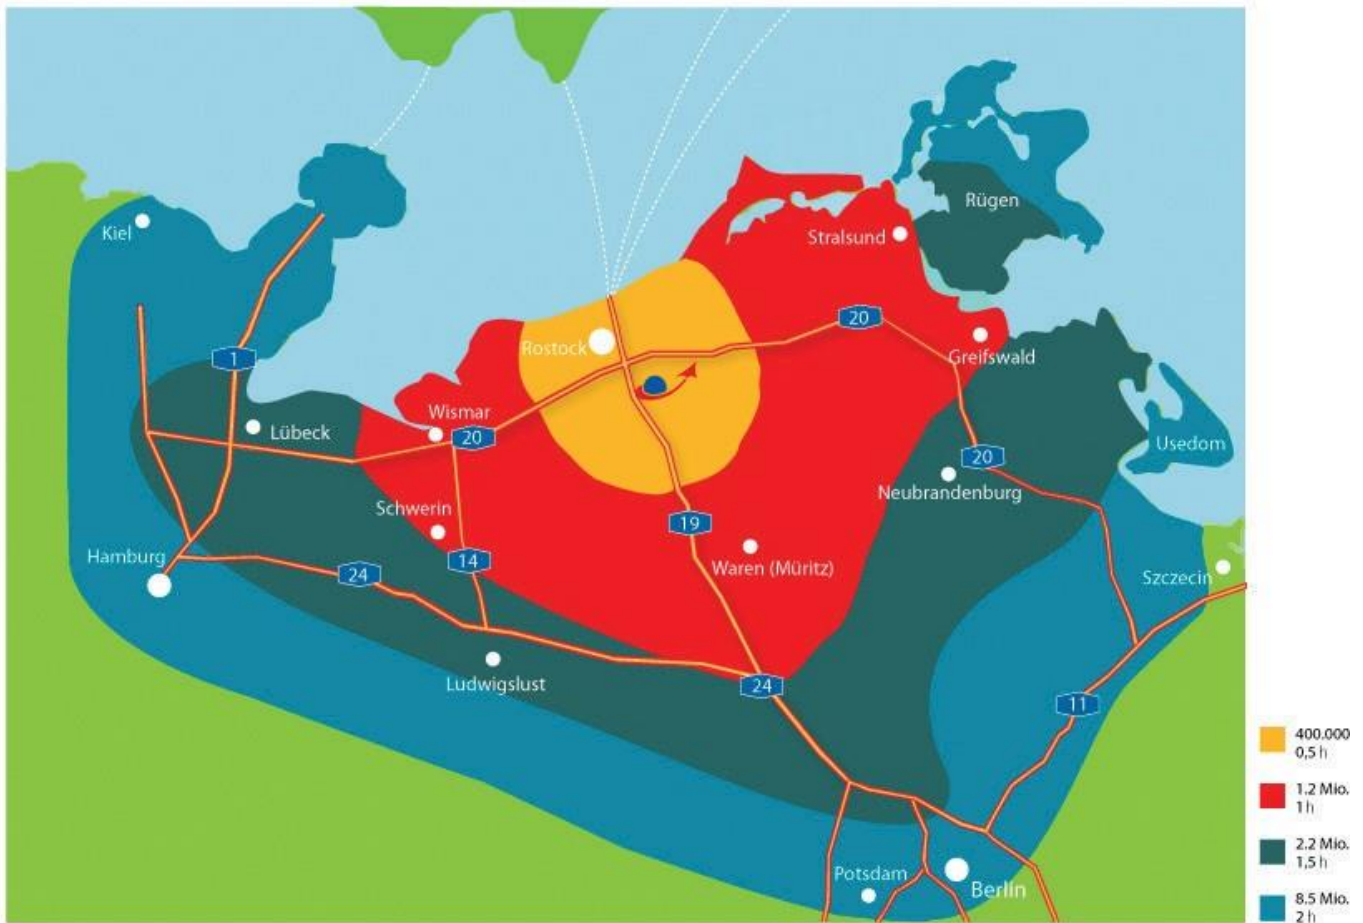 Rügen
Kiel
Stralsund
20
Rostock
Greifswald
1
Wismar
Lübeck
20
Usedom
20
Neubrandenburg
Schwerin
19
Hamburg
14
Waren (Müritz)
24
Szczecin
Ludwigslust
24
11
400.000
0,5 h
1.2 Mio.
1 h
2.2 Mio.
1,5 h
Potsdam
Berlin
8.5 Mio.
2 h